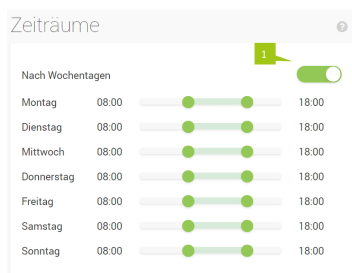 Zeiträume ?
1
Nach Wochentagen
Montag 08:00 18:00
Dienstag 08:00 18:00
Mittwoch 08:00 18:00
Donnerstag 08:00 18:00
Freitag 08:00 18:00
Samstag 08:00 18:00
Sonntag 08:00 18:00